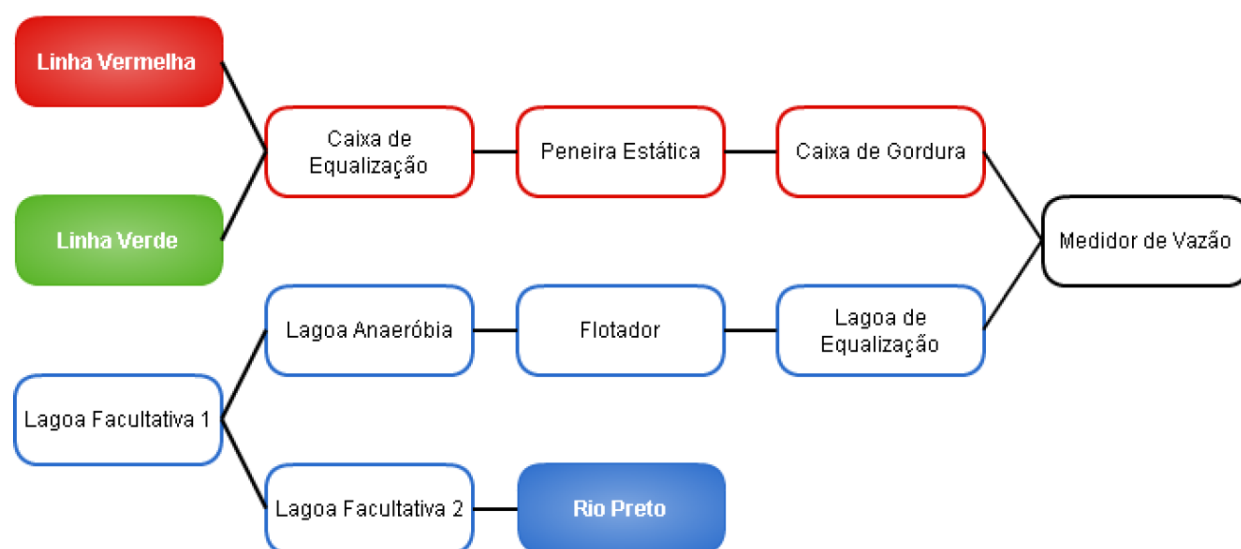 Linha Vermelha
Caixa de
Equalização
Peneira Estática
Caixa de Gordura
Linha Verde
Medidor de Vazão
Lagoa Anaeróbia
Flotador
Lagoa de
Equalização
Lagoa Facultativa 1
Lagoa Facultativa 2
Rio Preto